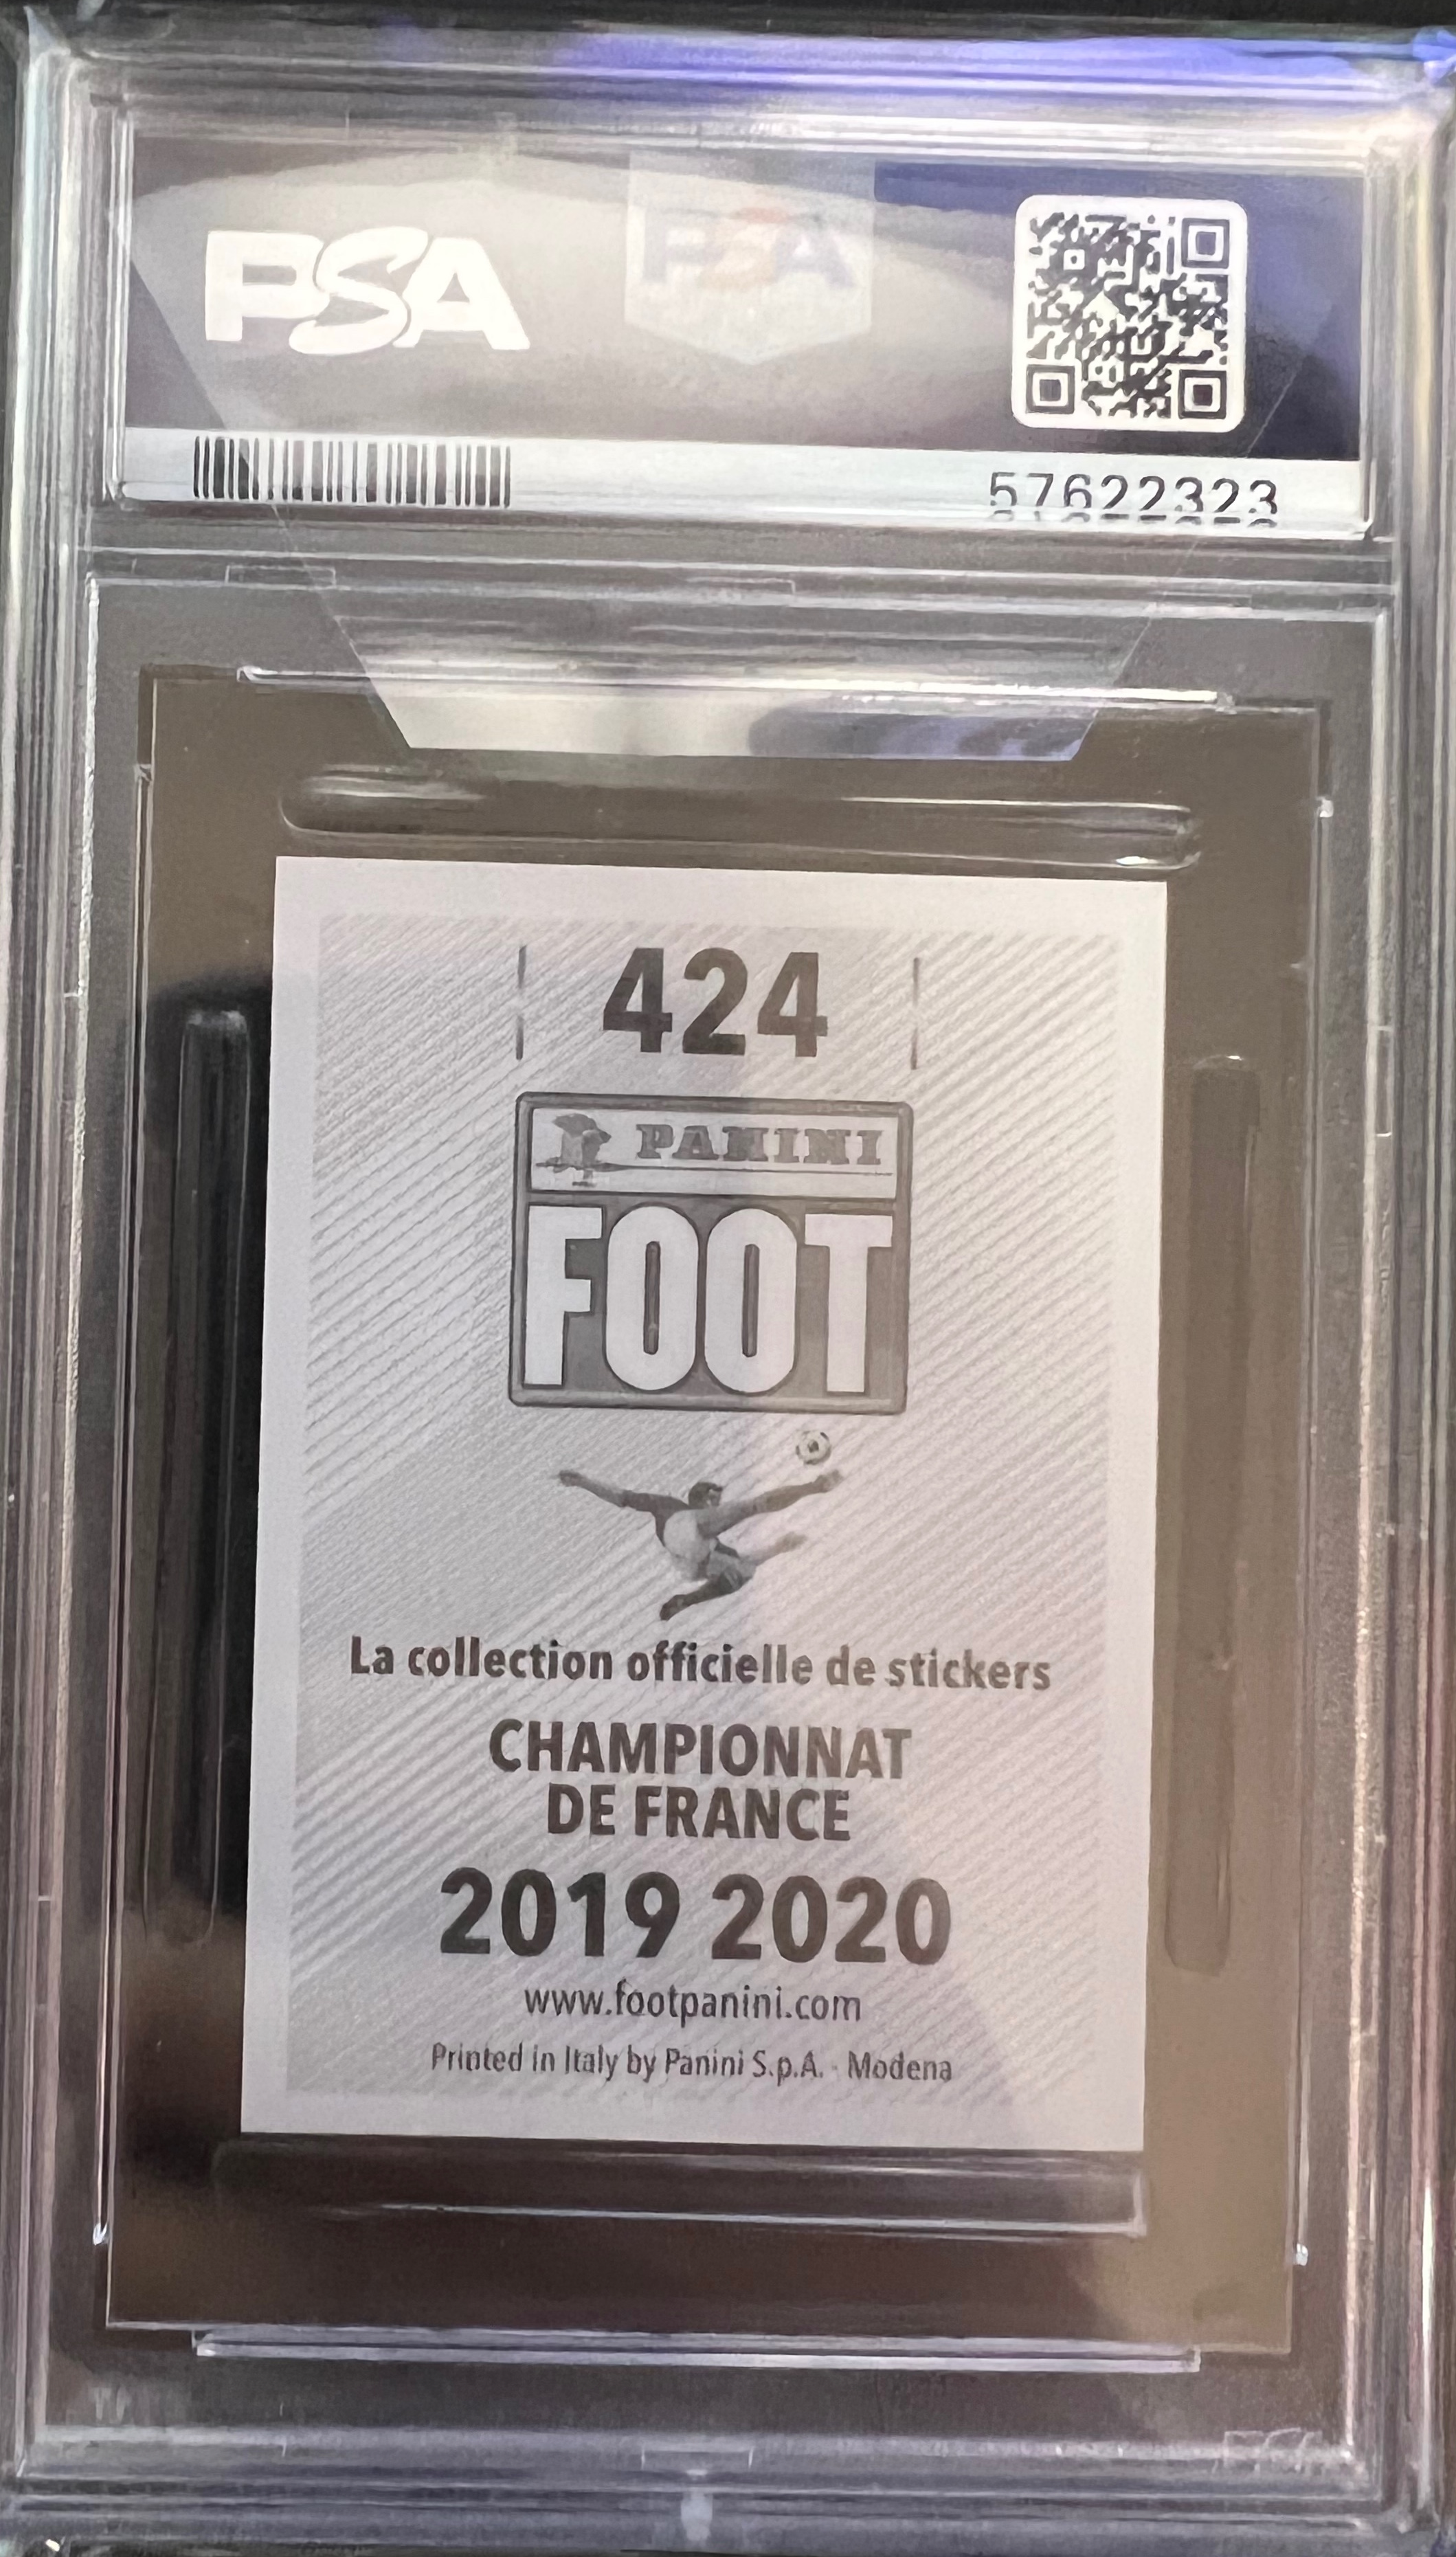 PSA
PSA
57622323
424
PANINI
FOOT
La collection officielle de stickers
CHAMPIONNAT
DE FRANCE
2019 2020
www.footpanini.com
Printed in Italy by Panini S.p.A. - Modena